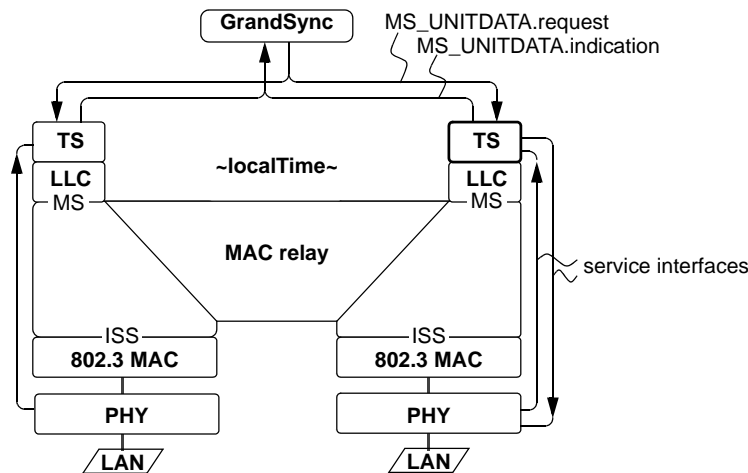 GrandSync
MS_UNITDATA.request
MS_UNITDATA.indication
TS
TS
~localTime~
LLC
LLC
MS
MS
MAC relay
service interfaces
ISS
ISS
802.3 MAC
802.3 MAC
PHY
PHY
LAN
LAN